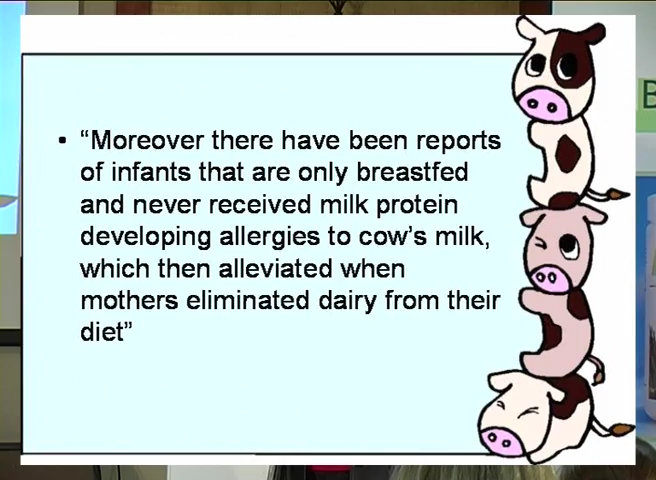 • “Moreover there have been reports
of infants that are only breastfed
and never received milk protein
developing allergies to cow’s milk,
which then alleviated when
mothers eliminated dairy from their
diet”
B